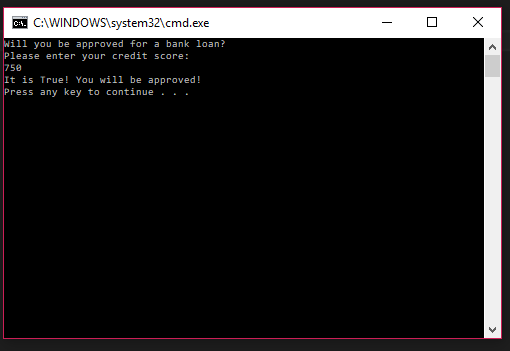 C:\WINDOWS\system32\cmd.exe
Will you be approved for a bank loan?
Please enter your credit score:
750
It is True! You will be approved!
Press any key to continue . . .